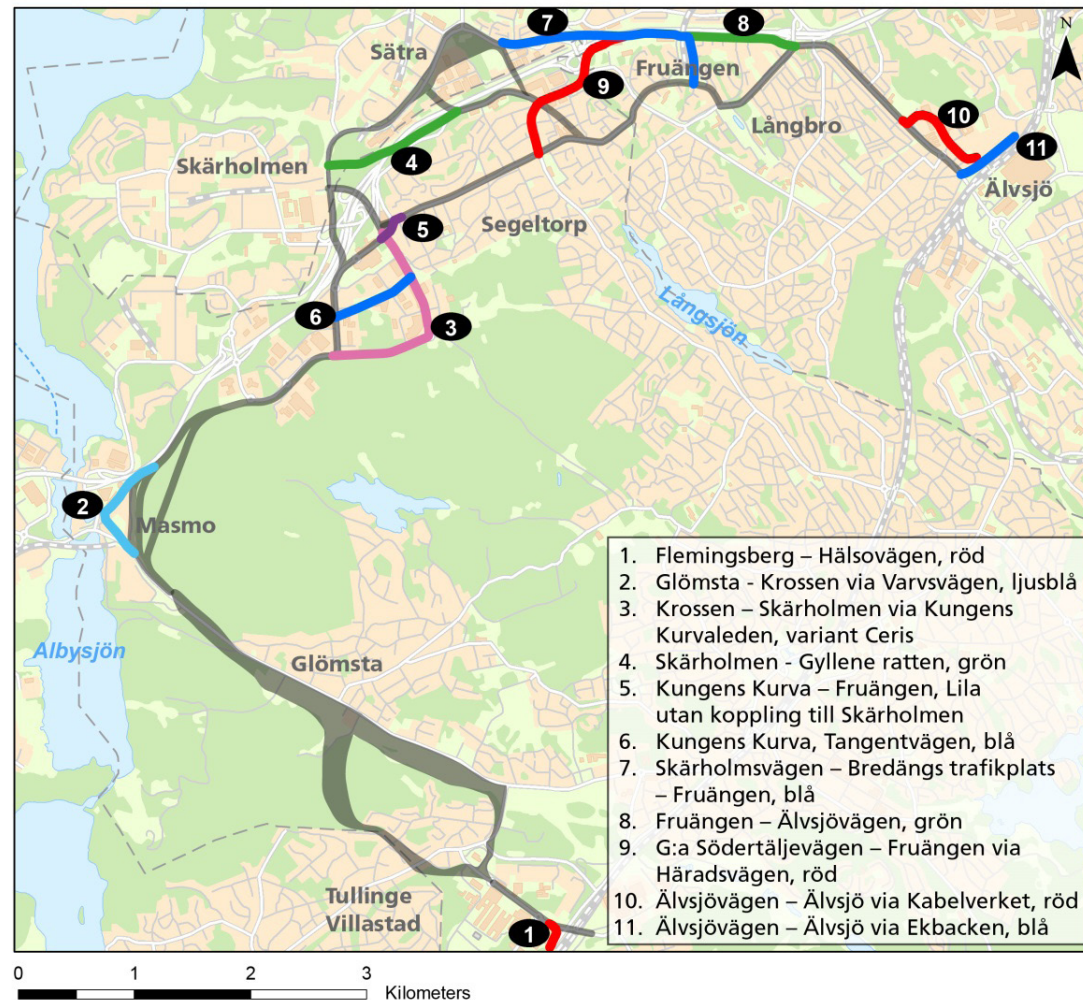 7
8
N
Sätra
9
Fruängen
10
Långbro
11
Skärholmen
4
Älvsjö
5
Segeltorp
6
3
Långsjön
2
Masmo
Albysjön
Glömsta
Tullinge
Villastad
1
1. Flemingsberg – Hälsovägen, röd
2. Glömsta - Krossen via Varvsvägen, ljusblå
3. Krossen – Skärholmen via Kungens
Kurvaleden, variant Ceris
4. Skärholmen - Gyllene ratten, grön
5. Kungens Kurva – Fruängen, Lila
utan koppling till Skärholmen
6. Kungens Kurva, Tangentvägen, blå
7. Skärholmsvägen – Bredängs trafikplats
– Fruängen, blå
8. Fruängen – Älvsjövägen, grön
9. G:a Södertäljevägen – Fruängen via
Häradsvägen, röd
10. Älvsjövägen – Älvsjö via Kabelverket, röd
11. Älvsjövägen – Älvsjö via Ekbacken, blå
0 1 2 3
Kilometers